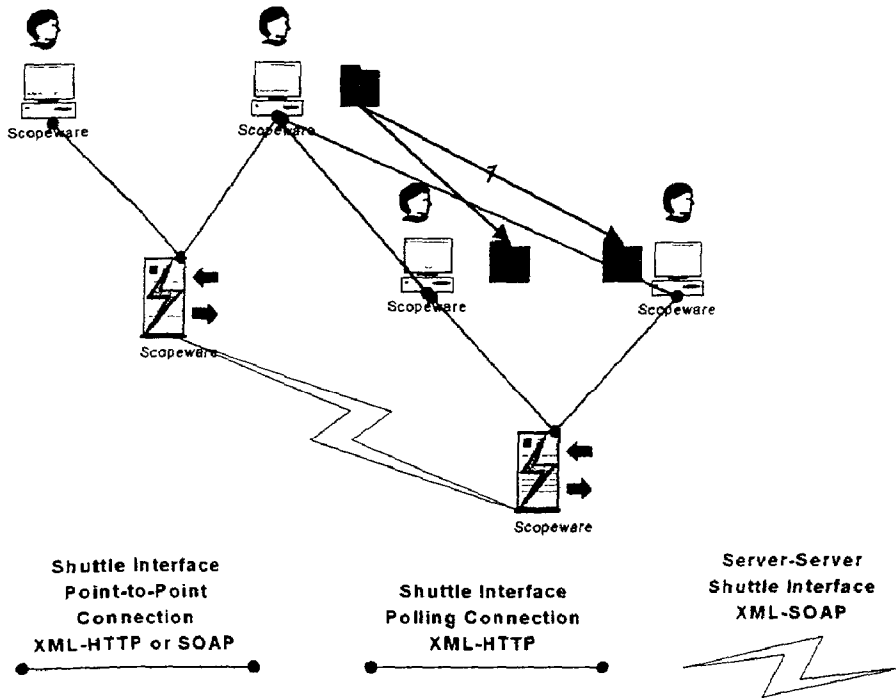 Scopeware
Scopeware
Scopeware
Scopeware
Scopeware
Scopeware
Shuttle Interface
Point-to-Point
Connection
XML-HTTP or SOAP
Shuttle Interface
Polling Connection
XML-HTTP
Server-Server
Shuttle Interface
XML-SOAP